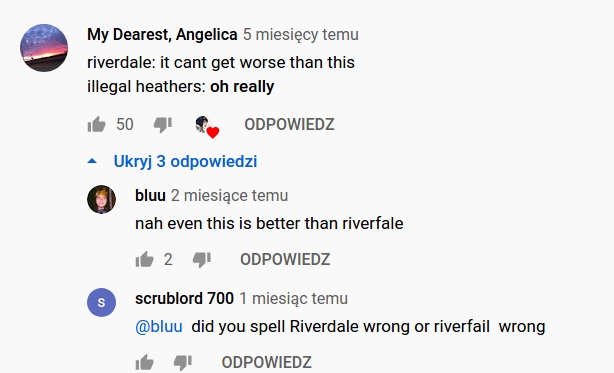 My Dearest, Angelica 5 miesięcy temu
riverdale: it cant get worse than this
illegal heathers: oh really
50 ODPOWIEDZ
Ukryj 3 odpowiedzi
bluu 2 miesiące temu
nah even this is better than riverfale
2 ODPOWIEDZ
S scrublord 700 1 miesiąc temu
@bluu did you spell Riverdale wrong or riverfail wrong
ODPOWIEDZ